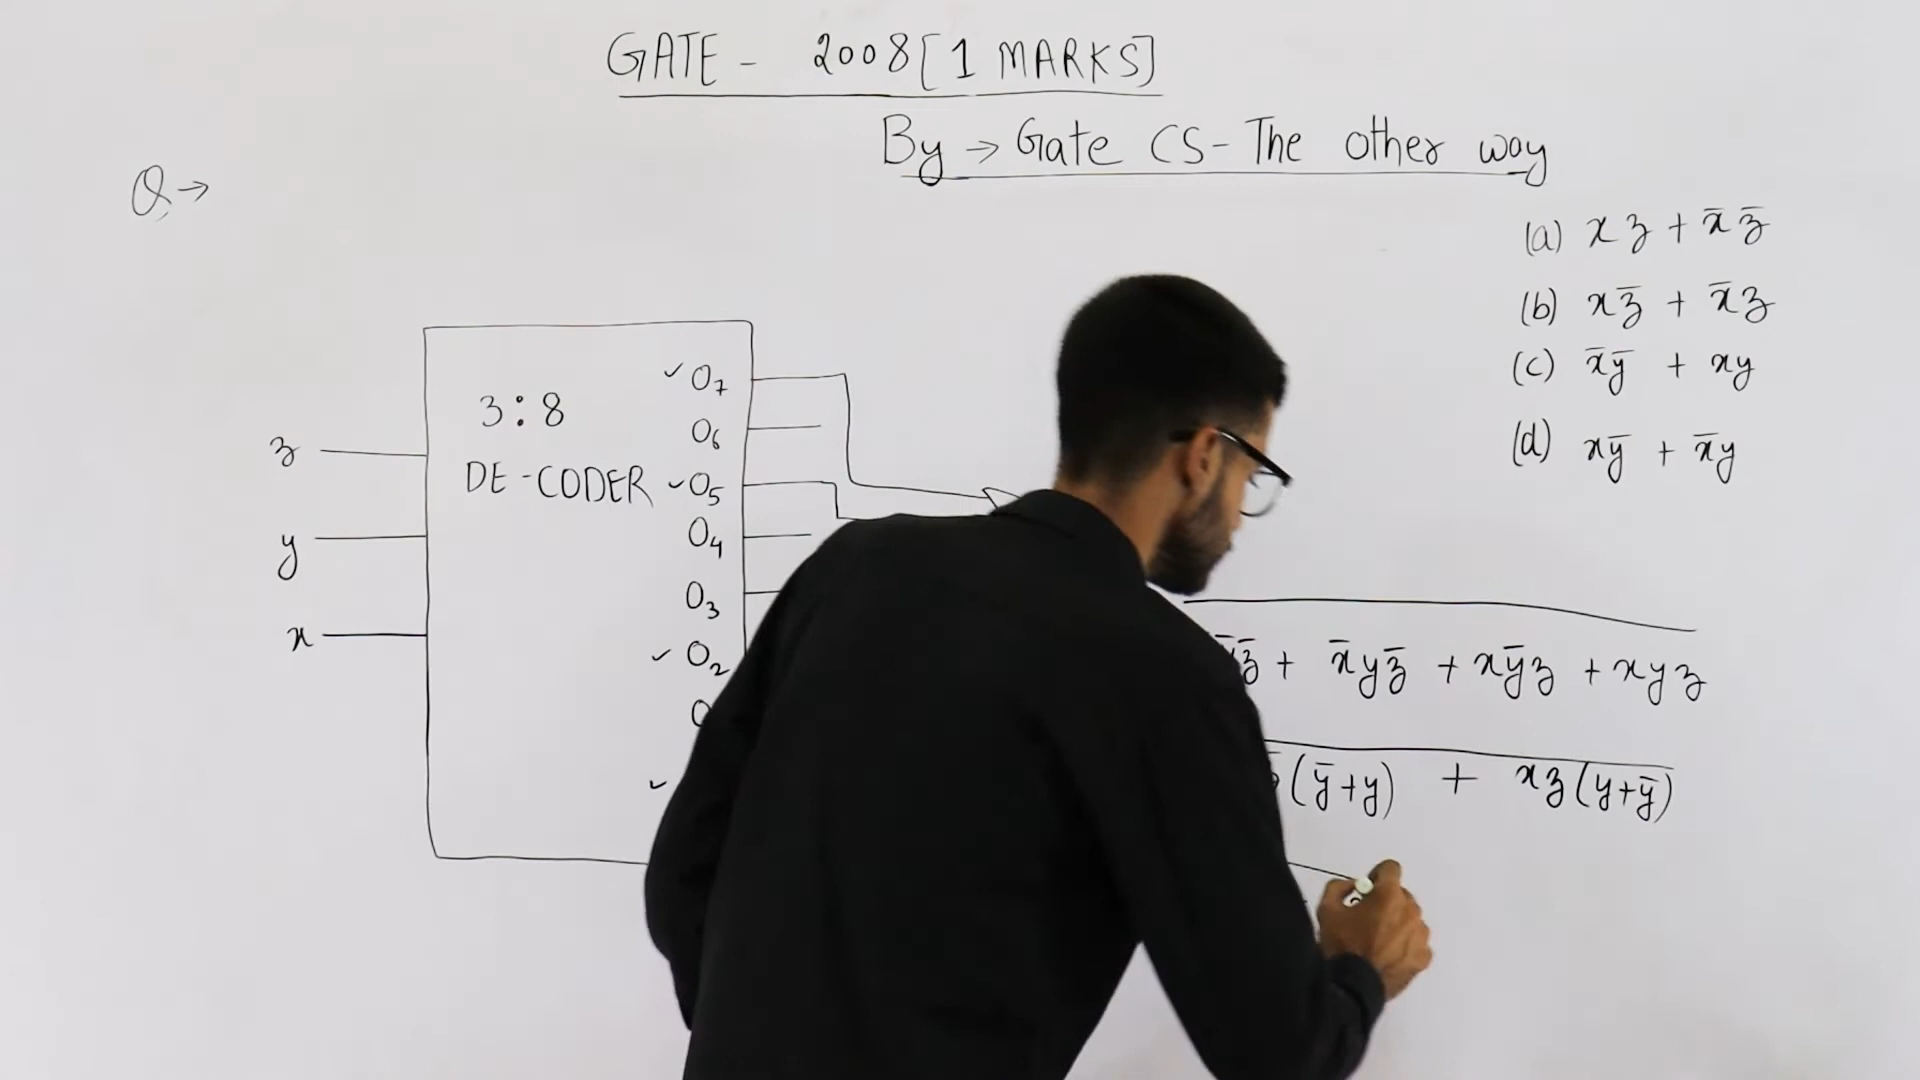 GATE - 2008 [1 MARKS]
By → Gate CS - The other way
Q →
(a) xz + x̄z̄
(b) xz̄ + x̄z
(c) x̄ȳ + xy
(d) xȳ + x̄y
3:8
DE-CODER
z
y
x
✓O₇
O₆
✓O₅
O₄
O₃
✓O₂
✓
z̄ + x̄yz̄ + xȳz + xyz
(ȳ+y) + xz(y+ȳ)